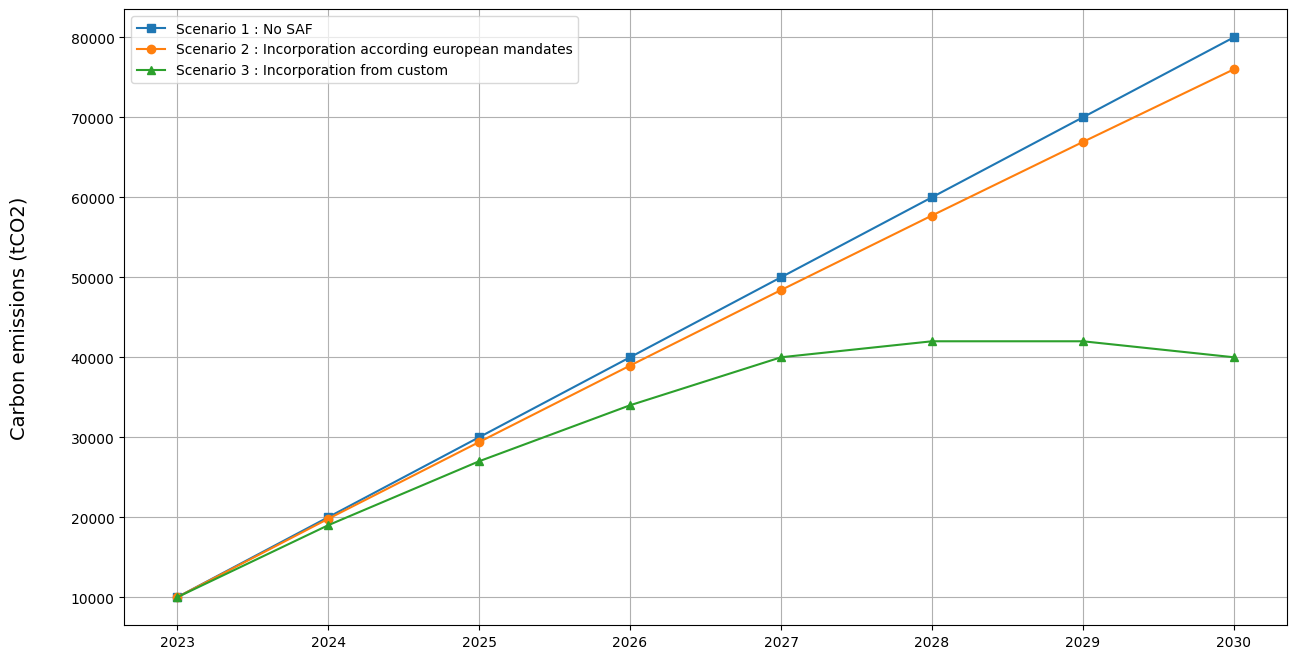 Scenario 1 : No SAF
Scenario 2 : Incorporation according european mandates
Scenario 3 : Incorporation from custom
Carbon emissions (tCO2)
80000
70000
60000
50000
40000
30000
20000
10000
2023 2024 2025 2026 2027 2028 2029 2030